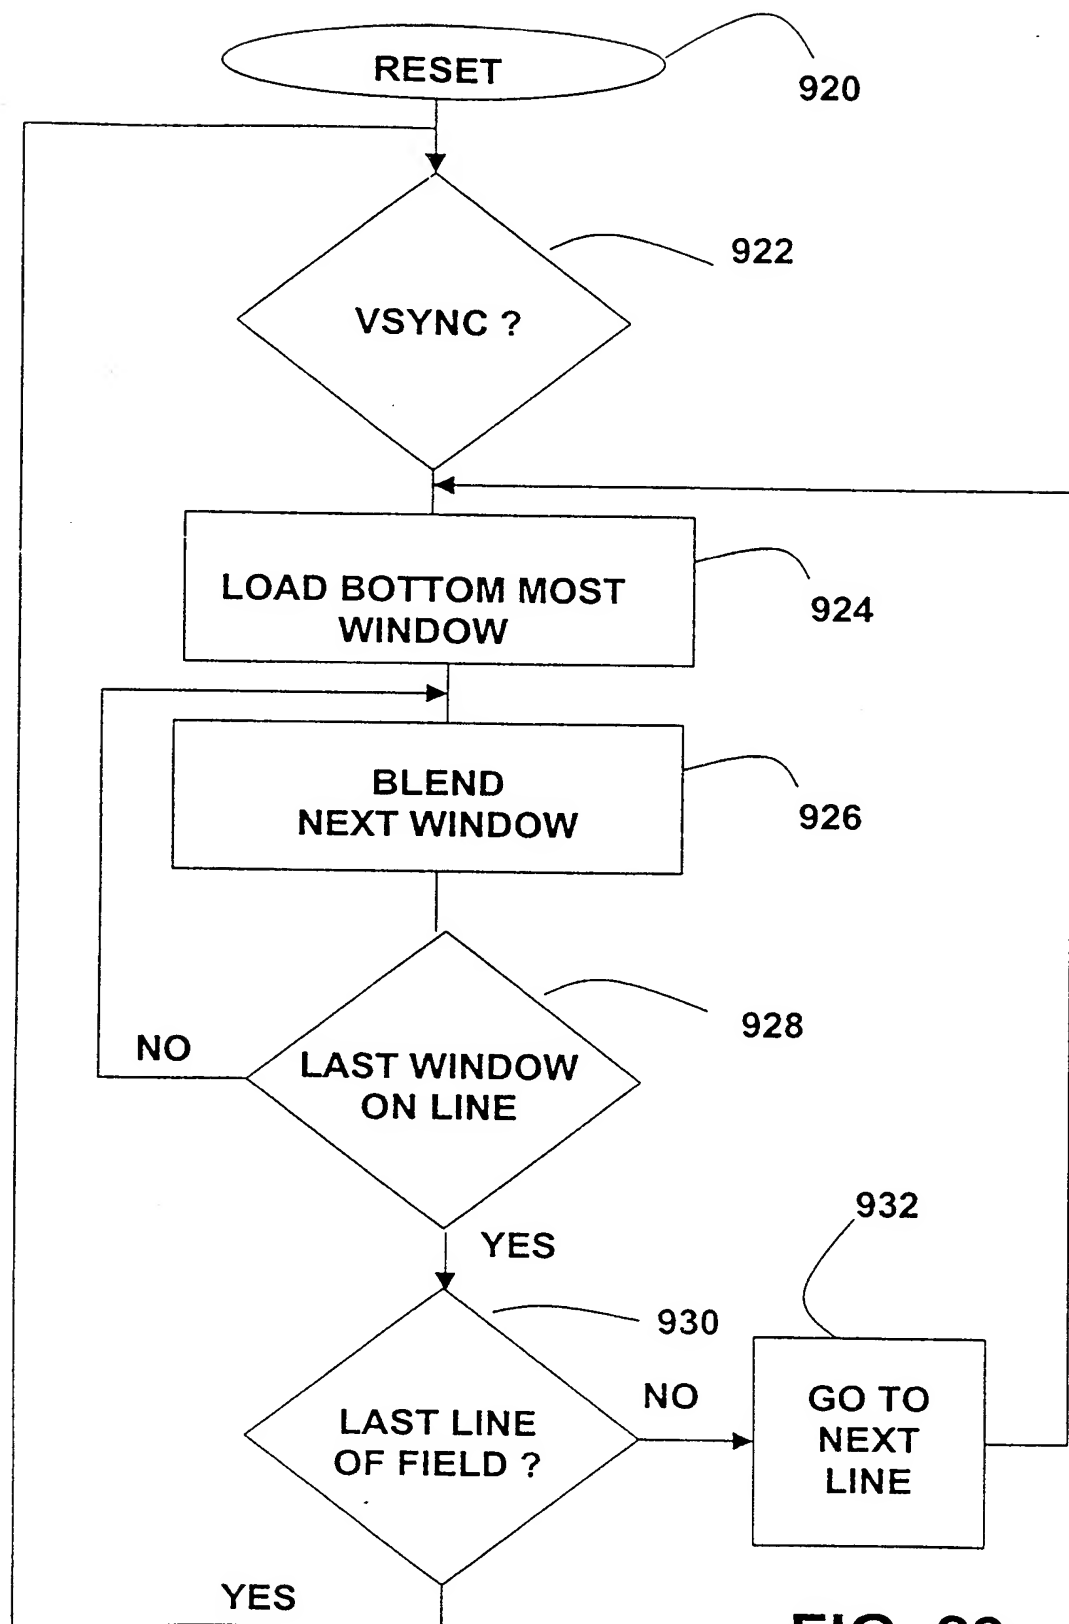 RESET
920
922
VSYNC ?
LOAD BOTTOM MOST
WINDOW
924
BLEND
NEXT WINDOW
926
928
NO
LAST WINDOW
ON LINE
932
YES
930
NO
LAST LINE
OF FIELD ?
GO TO
NEXT
LINE
YES
FIG.